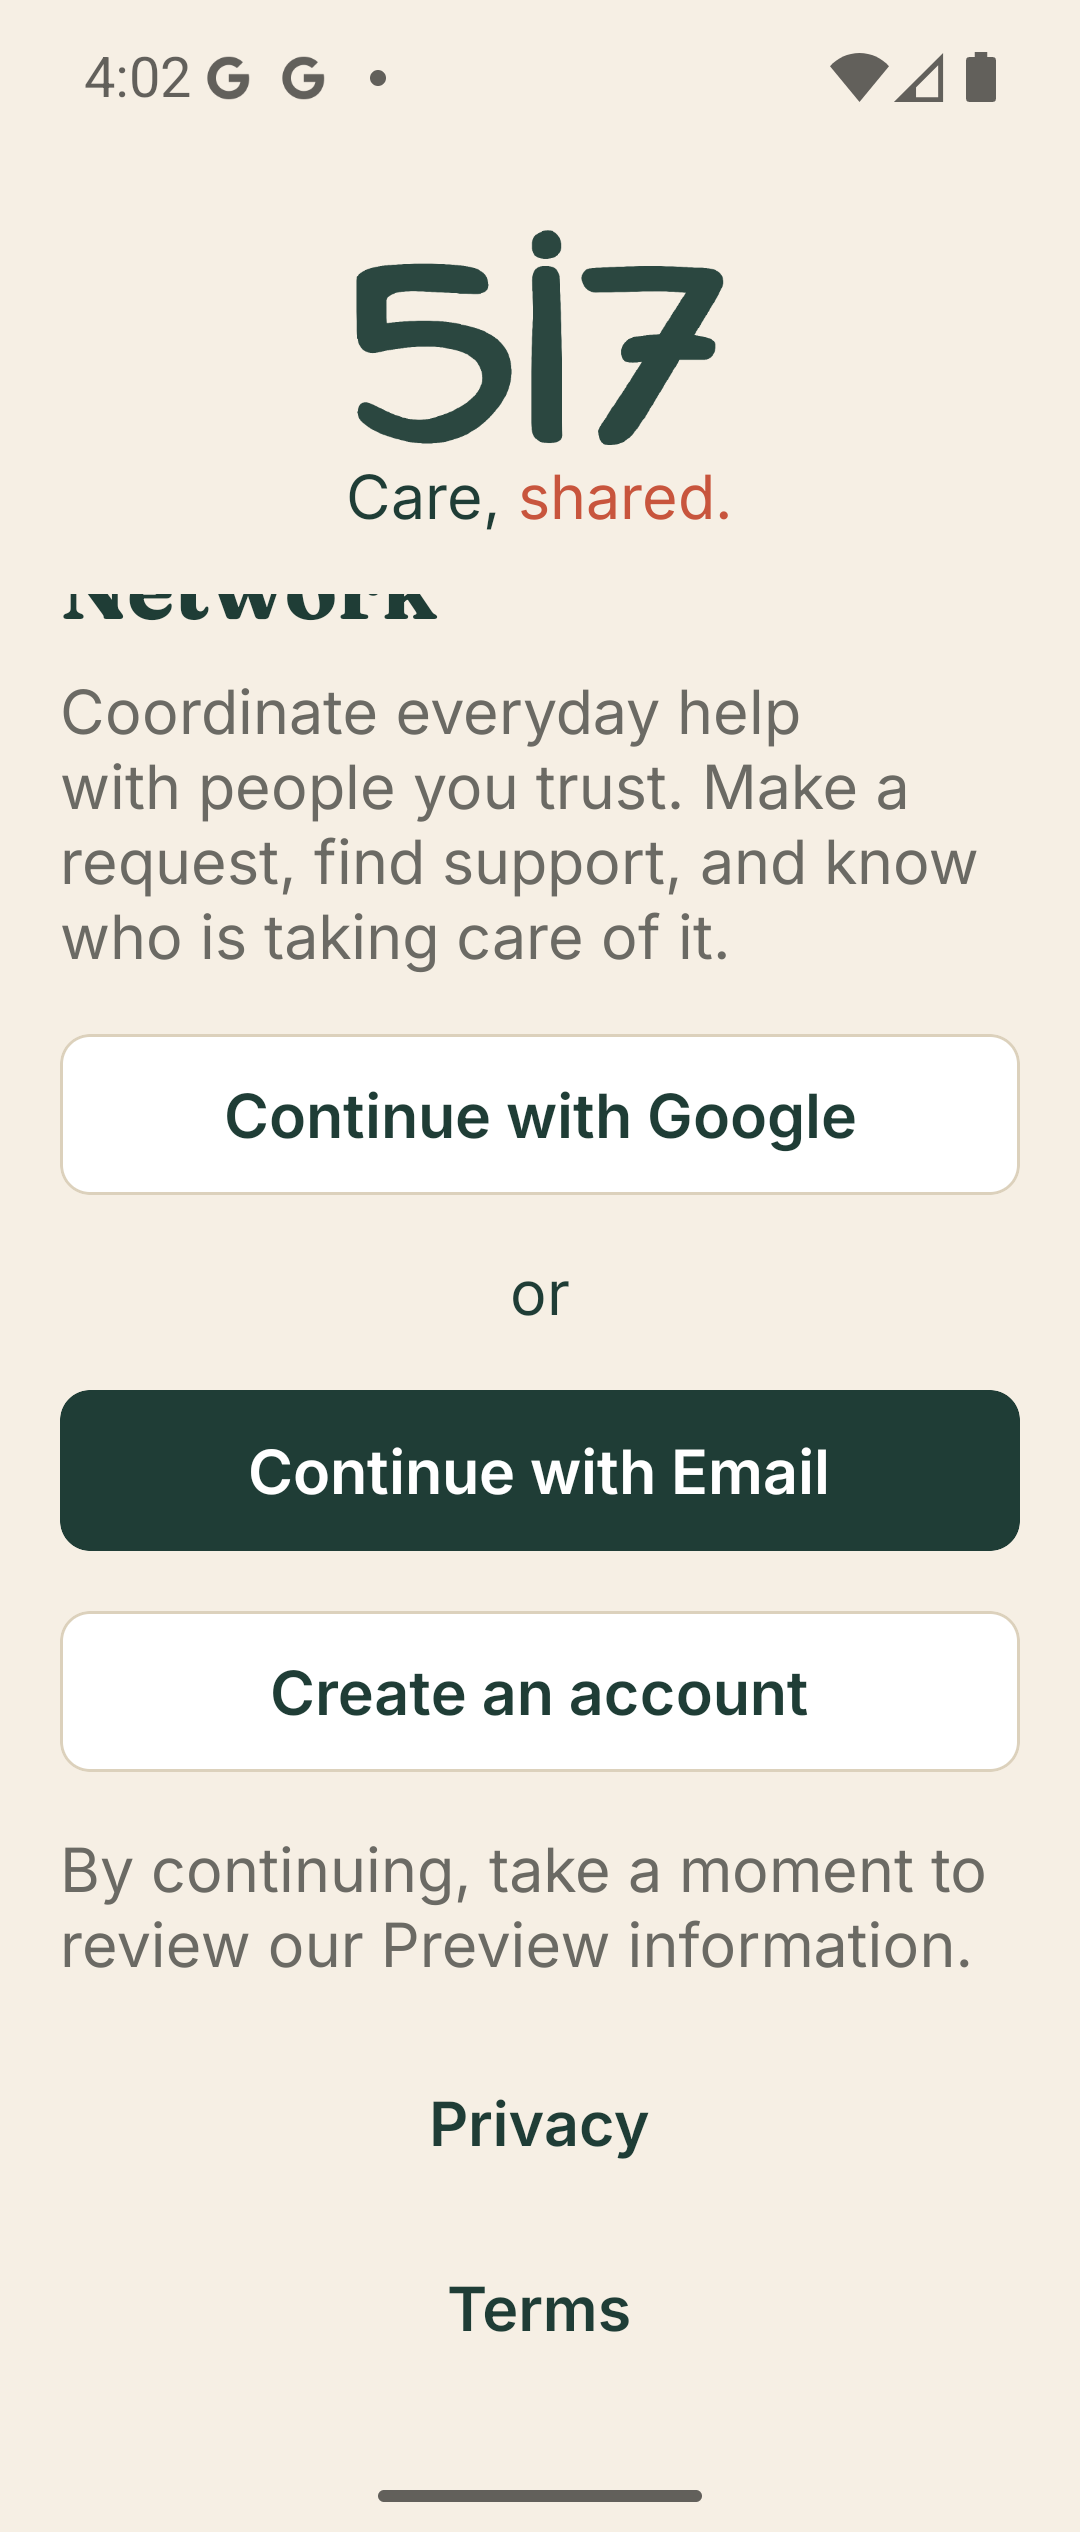 4:02
5i7
Care, shared.
Network
Coordinate everyday help
with people you trust. Make a
request, find support, and know
who is taking care of it.
Continue with Google
or
Continue with Email
Create an account
By continuing, take a moment to
review our Preview information.
Privacy
Terms